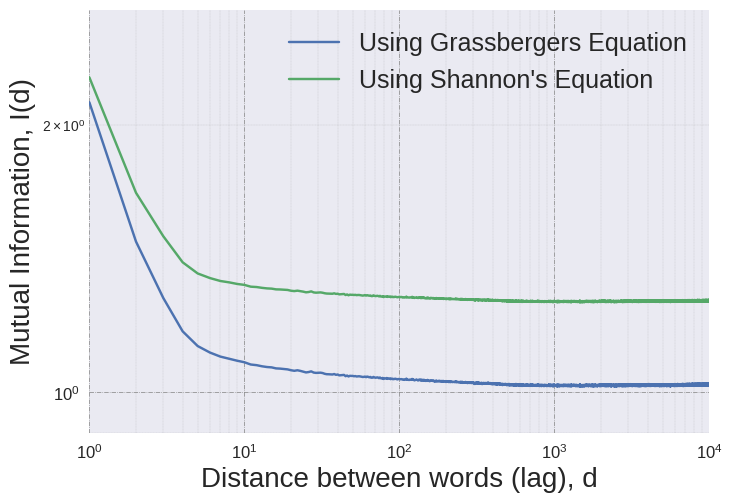 Using Grassbergers Equation
Using Shannon's Equation
Mutual Information, I(d)
2×10⁰
10⁰
10⁰ 10¹ 10² 10³ 10⁴
Distance between words (lag), d